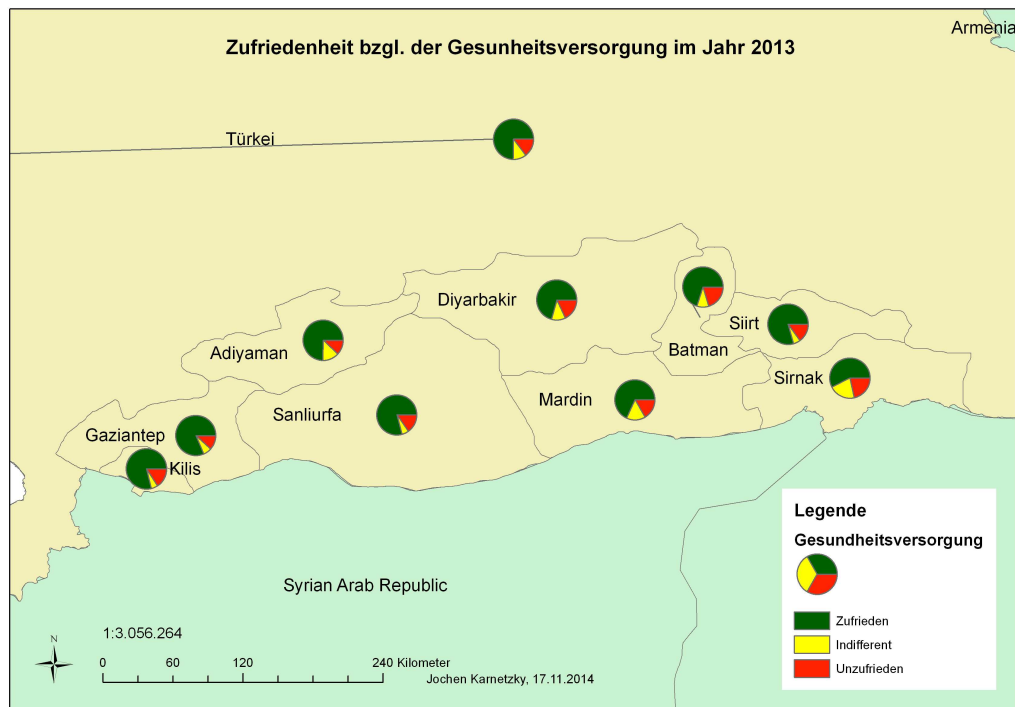 Armenia
Zufriedenheit bzgl. der Gesunheitsversorgung im Jahr 2013
Türkei
Diyarbakir
Siirt
Adiyaman
Batman
Sirnak
Mardin
Sanliurfa
Gaziantep
Kilis
Legende
Gesundheitsversorgung
Zufrieden
Indifferent
Unzufrieden
Syrian Arab Republic
N
1:3.056.264
0 60 120 240 Kilometer
Jochen Karnetzky, 17.11.2014